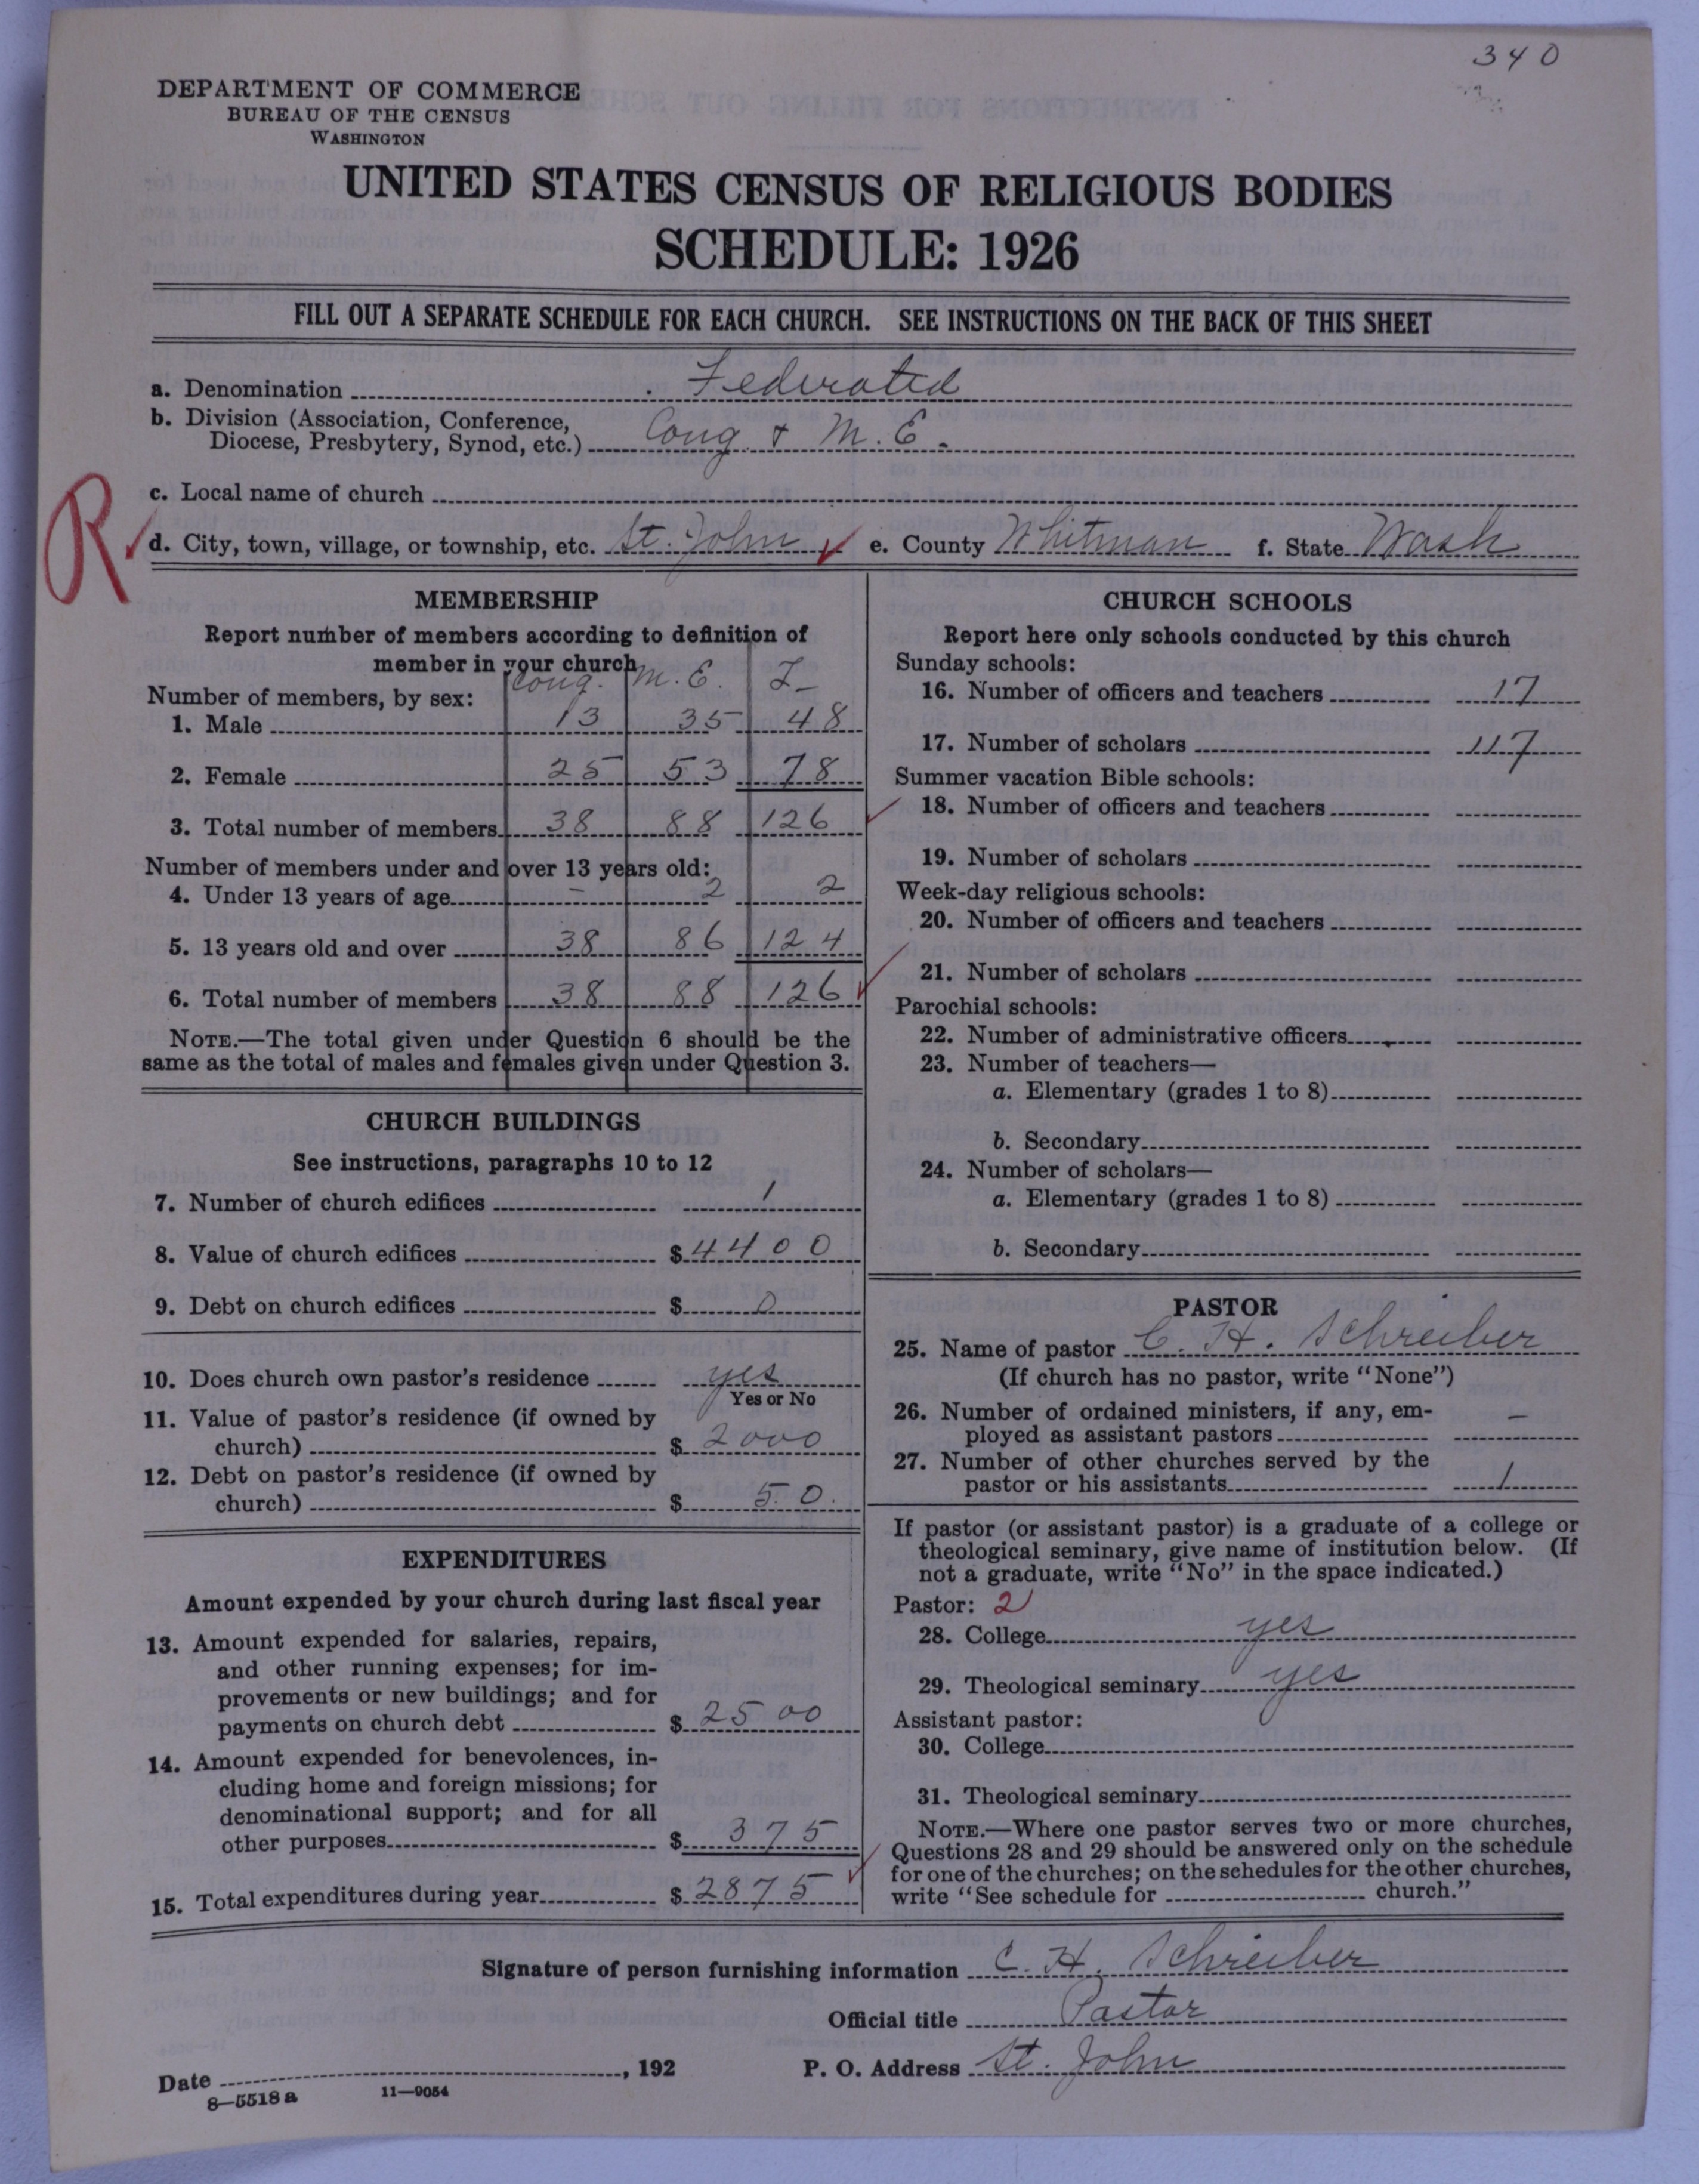 340
DEPARTMENT OF COMMERCE
BUREAU OF THE CENSUS
WASHINGTON
UNITED STATES CENSUS OF RELIGIOUS BODIES
SCHEDULE: 1926
FILL OUT A SEPARATE SCHEDULE FOR EACH CHURCH. SEE INSTRUCTIONS ON THE BACK OF THIS SHEET
a. Denomination Federated
b. Division (Association, Conference,
Diocese, Presbytery, Synod, etc.) Cong. & M. E.
c. Local name of church
R d. City, town, village, or township, etc. St. John e. County Whitman f. State Wash
MEMBERSHIP
Report number of members according to definition of
member in your church
Cong. M. E. T
Number of members, by sex:
1. Male 13 35 48
2. Female 25 53 78
3. Total number of members 38 88 126
Number of members under and over 13 years old:
4. Under 13 years of age - 2 2
5. 13 years old and over 38 86 124
6. Total number of members 38 88 126
NOTE.—The total given under Question 6 should be the
same as the total of males and females given under Question 3.
CHURCH BUILDINGS
See instructions, paragraphs 10 to 12
7. Number of church edifices 1
8. Value of church edifices $4400
9. Debt on church edifices $ 0
10. Does church own pastor's residence yes
Yes or No
11. Value of pastor's residence (if owned by
church) $ 2000
12. Debt on pastor's residence (if owned by
church) $ 50.
EXPENDITURES
Amount expended by your church during last fiscal year
13. Amount expended for salaries, repairs,
and other running expenses; for im-
provements or new buildings; and for
payments on church debt $ 2500
14. Amount expended for benevolences, in-
cluding home and foreign missions; for
denominational support; and for all
other purposes $ 375
15. Total expenditures during year $ 2875
CHURCH SCHOOLS
Report here only schools conducted by this church
Sunday schools:
16. Number of officers and teachers 17
17. Number of scholars 117
Summer vacation Bible schools:
18. Number of officers and teachers
19. Number of scholars
Week-day religious schools:
20. Number of officers and teachers
21. Number of scholars
Parochial schools:
22. Number of administrative officers
23. Number of teachers—
a. Elementary (grades 1 to 8)
b. Secondary
24. Number of scholars—
a. Elementary (grades 1 to 8)
b. Secondary
PASTOR
25. Name of pastor C. H. Schreiber
(If church has no pastor, write "None")
26. Number of ordained ministers, if any, em-
ployed as assistant pastors —
27. Number of other churches served by the
pastor or his assistants 1
If pastor (or assistant pastor) is a graduate of a college or
theological seminary, give name of institution below. (If
not a graduate, write "No" in the space indicated.)
Pastor: 2
28. College yes
29. Theological seminary yes
Assistant pastor:
30. College
31. Theological seminary
NOTE.—Where one pastor serves two or more churches,
Questions 28 and 29 should be answered only on the schedule
for one of the churches; on the schedules for the other churches,
write "See schedule for church."
Signature of person furnishing information C. H. Schreiber
Official title Pastor
Date , 192 P. O. Address St. John
8—5518 a 11—9054